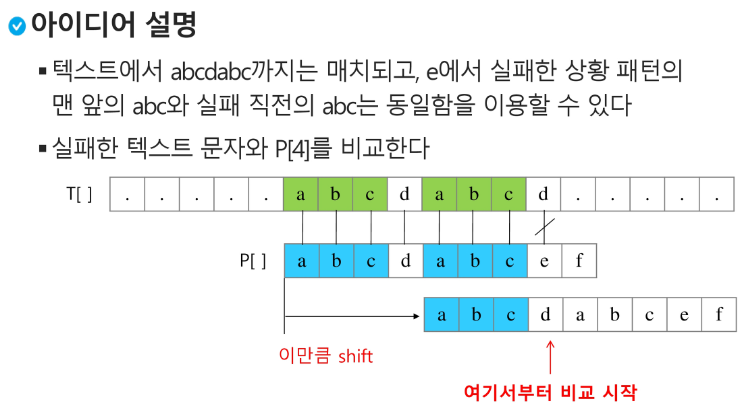 아이디어 설명
▪ 텍스트에서 abcdabc까지는 매치되고, e에서 실패한 상황 패턴의
맨 앞의 abc와 실패 직전의 abc는 동일함을 이용할 수 있다
▪ 실패한 텍스트 문자와 P[4]를 비교한다
T[ ] . . . . . a b c d a b c d . . . . .
P[ ] a b c d a b c e f
a b c d a b c e f
이만큼 shift
여기서부터 비교 시작